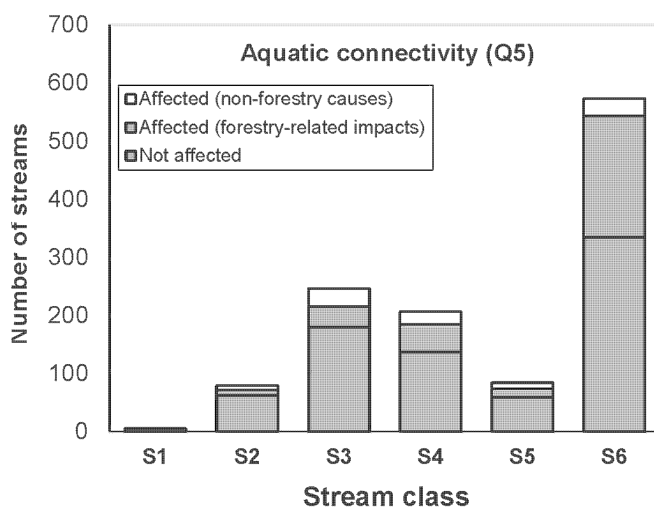 Aquatic connectivity (Q5)
Affected (non-forestry causes)
Affected (forestry-related impacts)
Not affected
Number of streams
700
600
500
400
300
200
100
0
S1 S2 S3 S4 S5 S6
Stream class